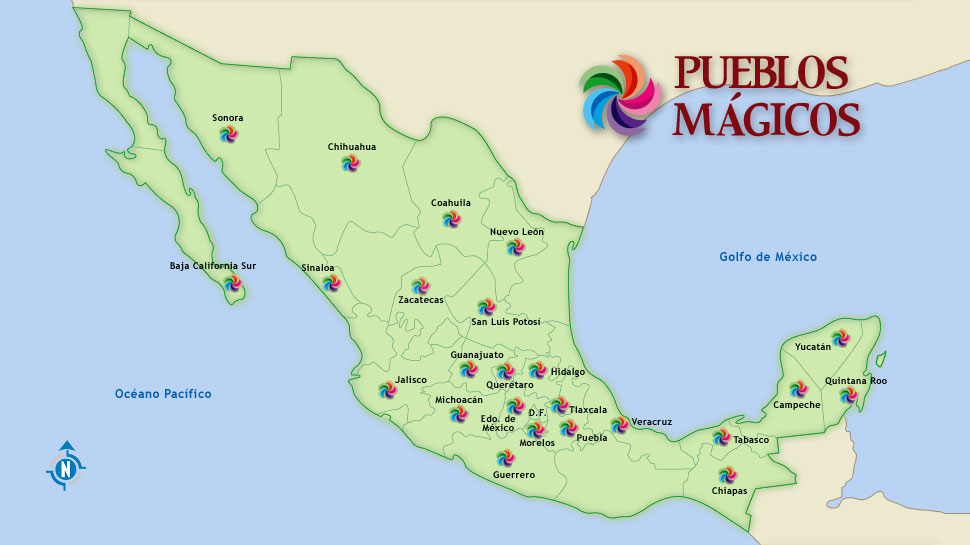 PUEBLOS
MÁGICOS
Sonora
Chihuahua
Coahuila
Nuevo León
Golfo de México
Baja California Sur
Sinaloa
Zacatecas
San Luis Potosí
Yucatán
Guanajuato
Hidalgo
Querétaro
Jalisco
Quintana Roo
Océano Pacífico
Michoacán
Campeche
Edo. de
México
D.F.
Tlaxcala
Veracruz
Morelos
Puebla
Tabasco
Guerrero
Chiapas
N